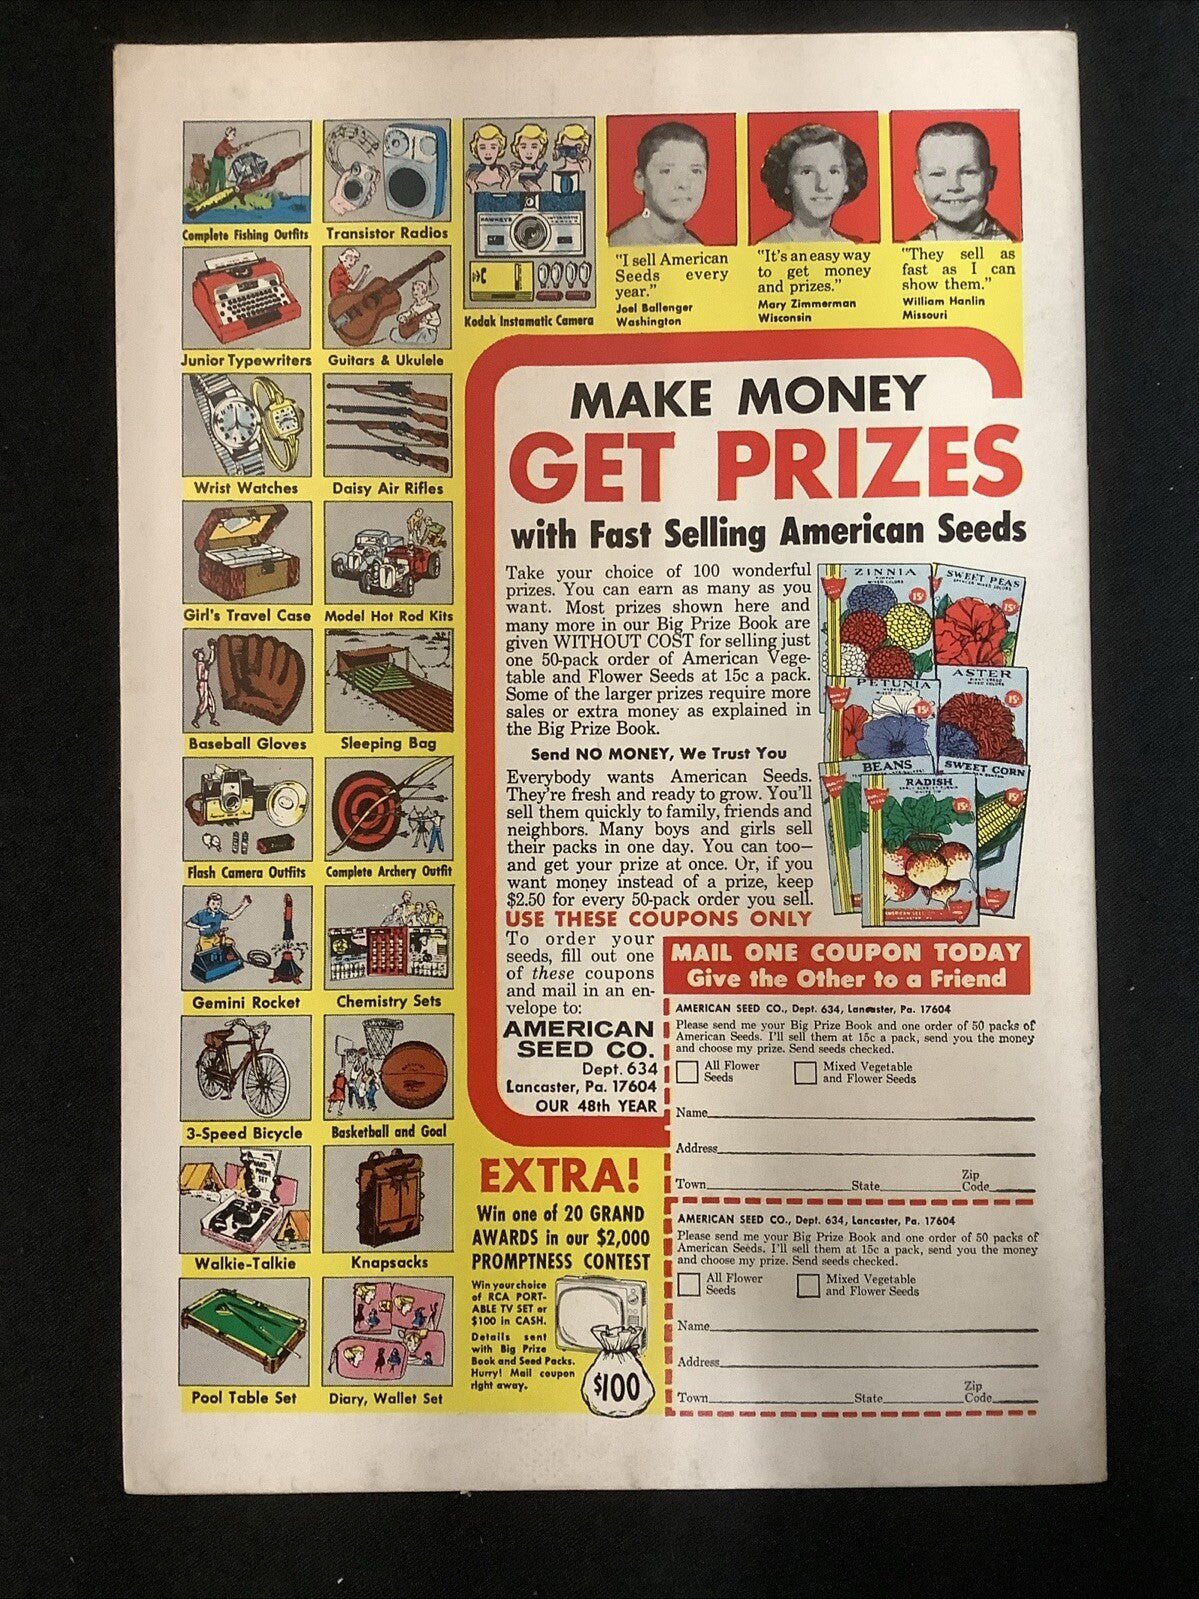 Complete Fishing Outfits
Transistor Radios
HAWKEYE
INSTAMATIC
Kodak Instamatic Camera
Junior Typewriters
Guitars & Ukulele
Wrist Watches
Daisy Air Rifles
Girl's Travel Case
Model Hot Rod Kits
Baseball Gloves
Sleeping Bag
Flash Camera Outfits
Complete Archery Outfit
Gemini Rocket
Chemistry Sets
3-Speed Bicycle
Basketball and Goal
Walkie-Talkie
Knapsacks
Pool Table Set
Diary, Wallet Set
"I sell American
Seeds every
year."
Joel Ballenger
Washington
"It's an easy way
to get money
and prizes."
Mary Zimmerman
Wisconsin
"They sell as
fast as I can
show them."
William Hanlin
Missouri
MAKE MONEY
GET PRIZES
with Fast Selling American Seeds
Take your choice of 100 wonderful
prizes. You can earn as many as you
want. Most prizes shown here and
many more in our Big Prize Book are
given WITHOUT COST for selling just
one 50-pack order of American Vege-
table and Flower Seeds at 15c a pack.
Some of the larger prizes require more
sales or extra money as explained in
the Big Prize Book.
Send NO MONEY, We Trust You
Everybody wants American Seeds.
They're fresh and ready to grow. You'll
sell them quickly to family, friends and
neighbors. Many boys and girls sell
their packs in one day. You can too—
and get your prize at once. Or, if you
want money instead of a prize, keep
$2.50 for every 50-pack order you sell.
USE THESE COUPONS ONLY
To order your
seeds, fill out one
of these coupons
and mail in an en-
velope to:
AMERICAN
SEED CO.
Dept. 634
Lancaster, Pa. 17604
OUR 48th YEAR
ZINNIA
MIXED COLORS
15¢
SWEET PEAS
MIXED COLORS
15¢
PETUNIA
MIXED COLORS
15¢
ASTER
MIXED COLORS
15¢
BEANS
SWEET CORN
15¢
RADISH
15¢
AMERICAN SEED
MAIL ONE COUPON TODAY
Give the Other to a Friend
AMERICAN SEED CO., Dept. 634, Lancaster, Pa. 17604
Please send me your Big Prize Book and one order of 50 packs of
American Seeds. I'll sell them at 15c a pack, send you the money
and choose my prize. Send seeds checked.
All Flower
Seeds
Mixed Vegetable
and Flower Seeds
Name
Address
Town State Zip
Code
AMERICAN SEED CO., Dept. 634, Lancaster, Pa. 17604
Please send me your Big Prize Book and one order of 50 packs of
American Seeds. I'll sell them at 15c a pack, send you the money
and choose my prize. Send seeds checked.
All Flower
Seeds
Mixed Vegetable
and Flower Seeds
Name
Address
Town State Zip
Code
EXTRA!
Win one of 20 GRAND
AWARDS in our $2,000
PROMPTNESS CONTEST
Win your choice
of RCA PORT-
ABLE TV SET or
$100 in CASH.
Details sent
with Big Prize
Book and Seed Packs.
Hurry! Mail coupon
right away.
$100